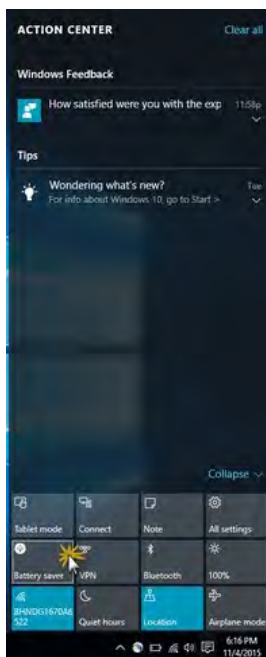 ACTION CENTER Clear all
Windows Feedback
How satisfied were you with the exp 11:58p
Tips
Wondering what's new? Tue
For info about Windows 10, go to Start >
Collapse
Tablet mode Connect Note All settings
Battery saver VPN Bluetooth 100%
BHNDG1670A6
522 Quiet hours Location Airplane mode
6:16 PM
11/4/2015